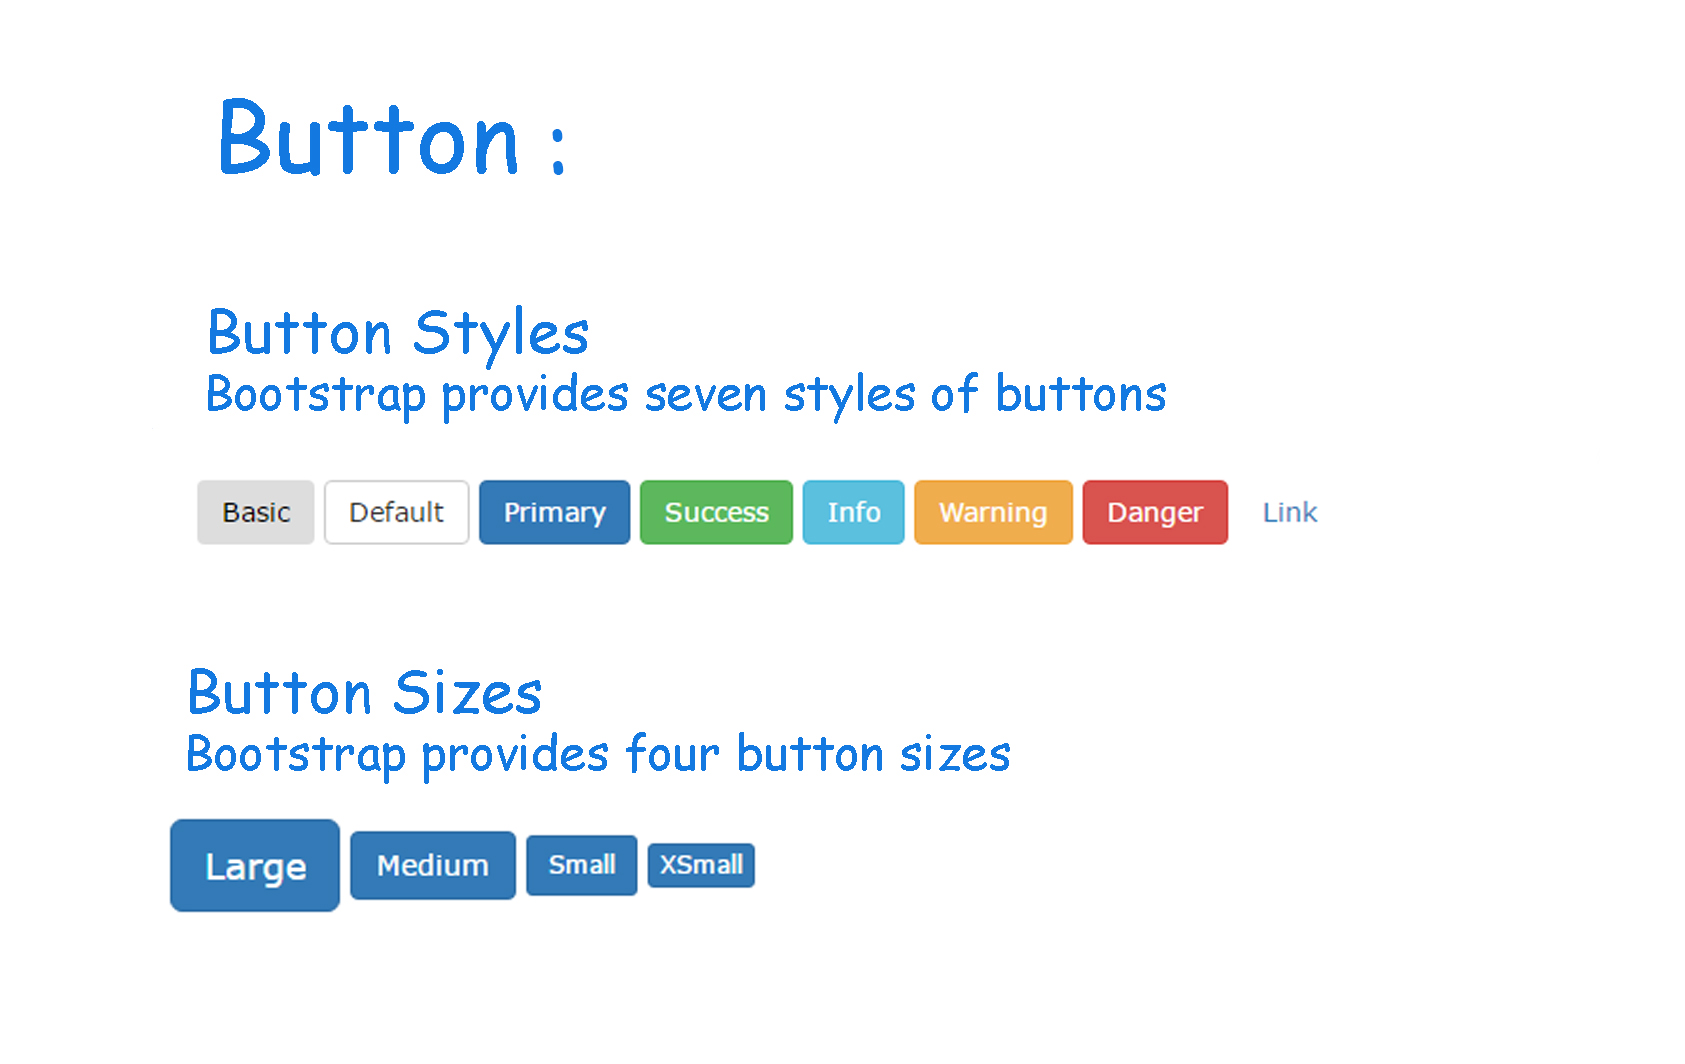 Button :
Button Styles
Bootstrap provides seven styles of buttons
Basic Default Primary Success Info Warning Danger Link
Button Sizes
Bootstrap provides four button sizes
Large Medium Small XSmall